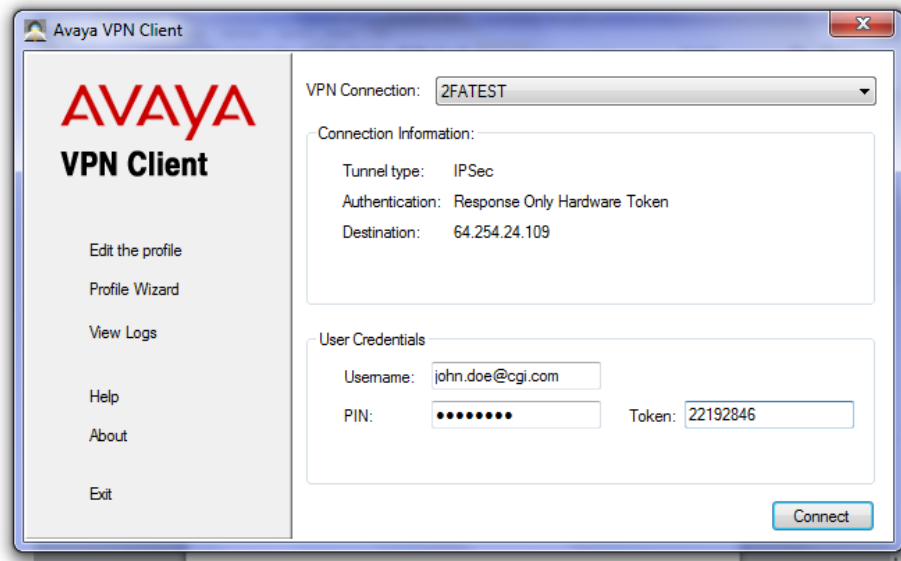 Avaya VPN Client
AVAYA
VPN Client
Edit the profile
Profile Wizard
View Logs
Help
About
Exit
VPN Connection: 2FATEST
Connection Information:
Tunnel type: IPSec
Authentication: Response Only Hardware Token
Destination: 64.254.24.109
User Credentials
Username: john.doe@cgi.com
PIN: ●●●●●●●● Token: 22192846
Connect